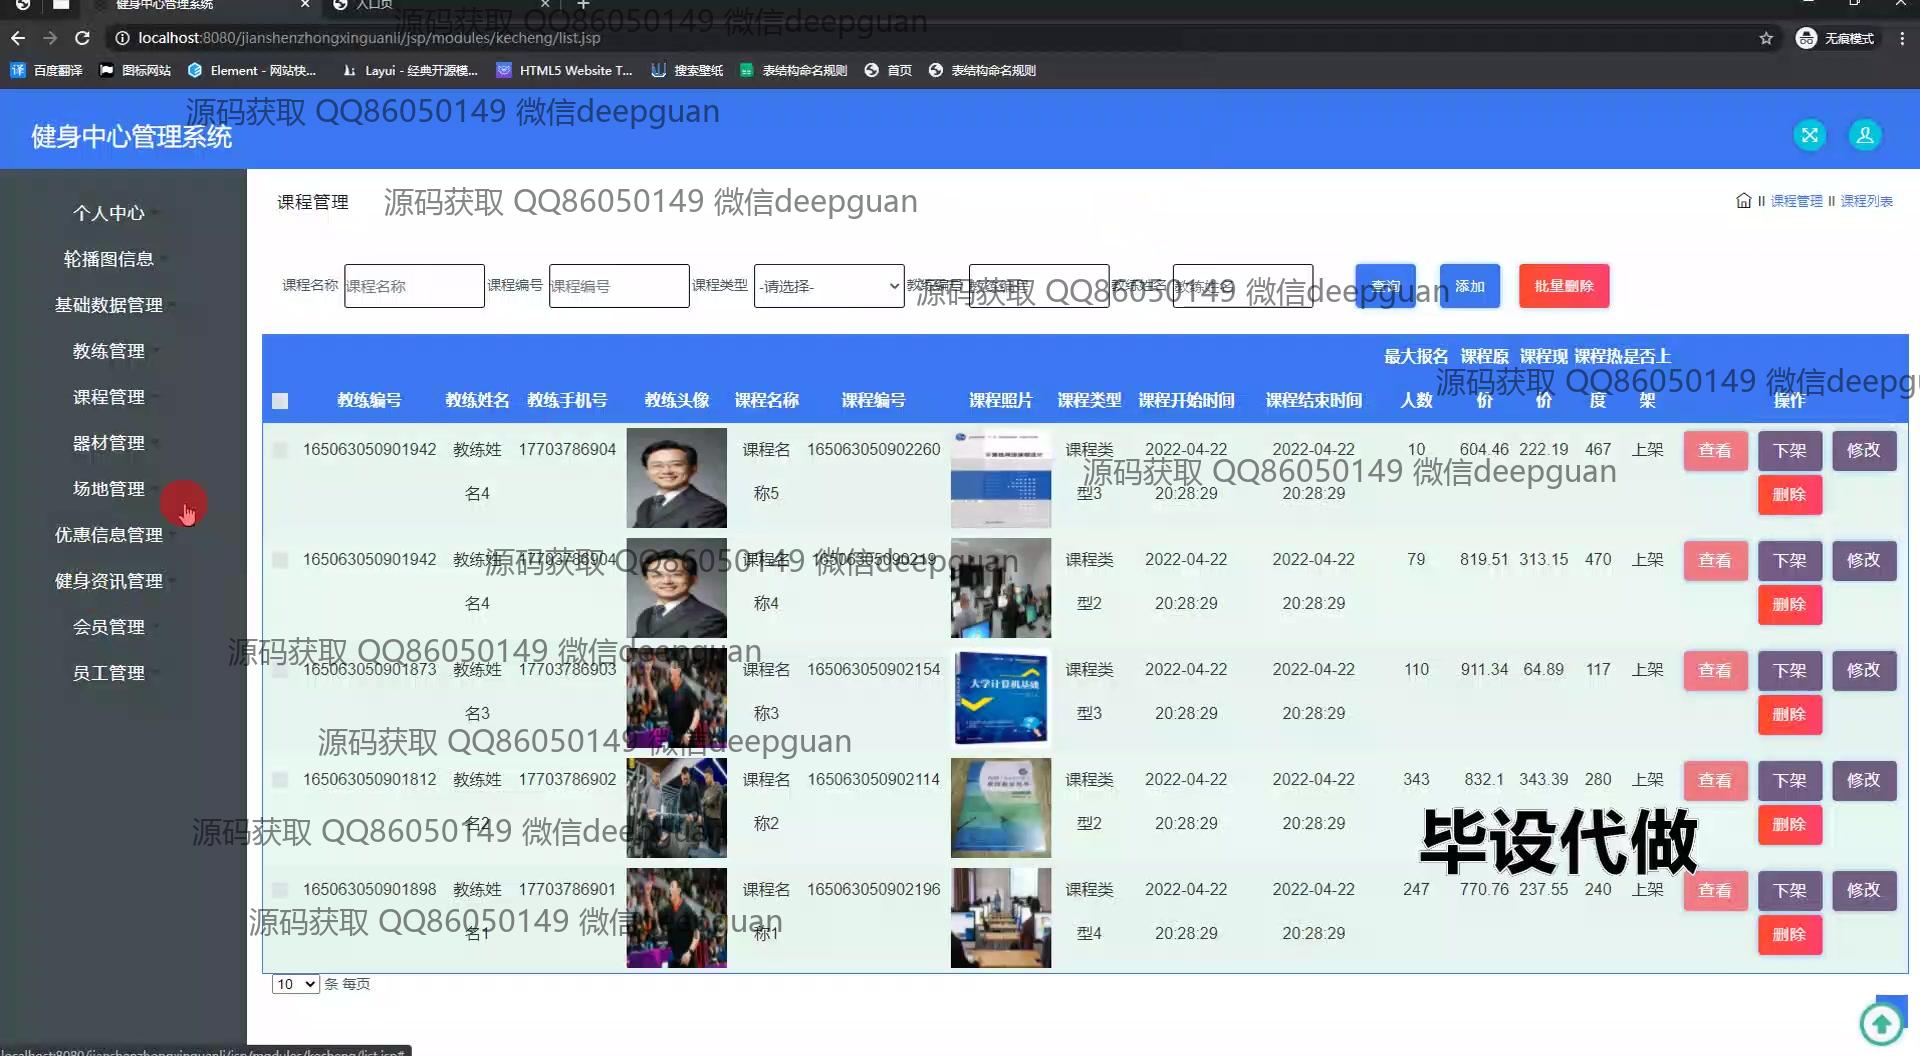 健身中心管理系统
入口页
localhost:8080/jianshenzhongxinguanli/jsp/modules/kecheng/list.jsp
无痕模式
百度翻译 图标网站 Element - 网站快... Layui - 经典开源模... HTML5 Website T... 搜索壁纸 表结构命名规则 首页 表结构命名规则
源码获取 QQ86050149 微信deepguan
源码获取 QQ86050149 微信deepguan
健身中心管理系统
个人中心
轮播图信息
基础数据管理
教练管理
课程管理
器材管理
场地管理
优惠信息管理
健身资讯管理
会员管理
员工管理
课程管理
源码获取 QQ86050149 微信deepguan
II 课程管理 II 课程列表
课程名称 课程名称 课程编号 课程编号 课程类型 -请选择- 教练编号 教练编号 教练姓名 教练姓名 查询 添加 批量删除
源码获取 QQ86050149 微信deepguan
最大报名 课程原 课程现 课程热 是否上
教练编号 教练姓名 教练手机号 教练头像 课程名称 课程编号 课程照片 课程类型 课程开始时间 课程结束时间 人数 价 价 度 架 操作
源码获取 QQ86050149 微信deepgu
165063050901942 教练姓 17703786904 课程名 165063050902260 课程类 2022-04-22 2022-04-22 10 604.46 222.19 467 上架 查看 下架 修改
名4 称5 型3 20:28:29 20:28:29 删除
源码获取 QQ86050149 微信deepguan
165063050901942 教练姓 17703786904 课程名 16506305090219 课程类 2022-04-22 2022-04-22 79 819.51 313.15 470 上架 查看 下架 修改
名4 称4 型2 20:28:29 20:28:29 删除
源码获取 QQ86050149 微信deepguan
165063050901873 教练姓 17703786903 课程名 165063050902154 课程类 2022-04-22 2022-04-22 110 911.34 64.89 117 上架 查看 下架 修改
名3 称3 型3 20:28:29 20:28:29 删除
大学计算机基础
源码获取 QQ86050149 微信deepguan
源码获取 QQ86050149 微信deepguan
165063050901812 教练姓 17703786902 课程名 165063050902114 课程类 2022-04-22 2022-04-22 343 832.1 343.39 280 上架 查看 下架 修改
名2 称2 型2 20:28:29 20:28:29 删除
源码获取 QQ86050149 微信deepguan
毕设代做
165063050901898 教练姓 17703786901 课程名 165063050902196 课程类 2022-04-22 2022-04-22 247 770.76 237.55 240 上架 查看 下架 修改
名1 称1 型4 20:28:29 20:28:29 删除
源码获取 QQ86050149 微信deepguan
10 条 每页
localhost:8080/jianshenzhongxinguanli/jsp/modules/kecheng/list.jsp#